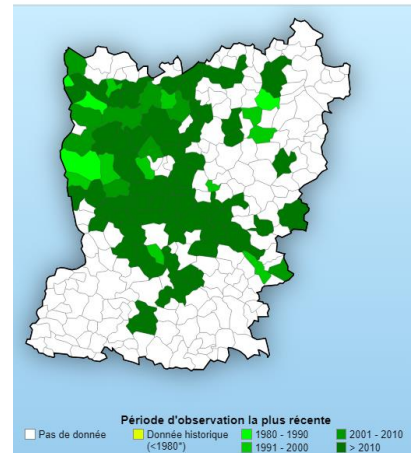 Période d'observation la plus récente
Pas de donnée
Donnée historique
(<1980*)
1980 - 1990
1991 - 2000
2001 - 2010
> 2010